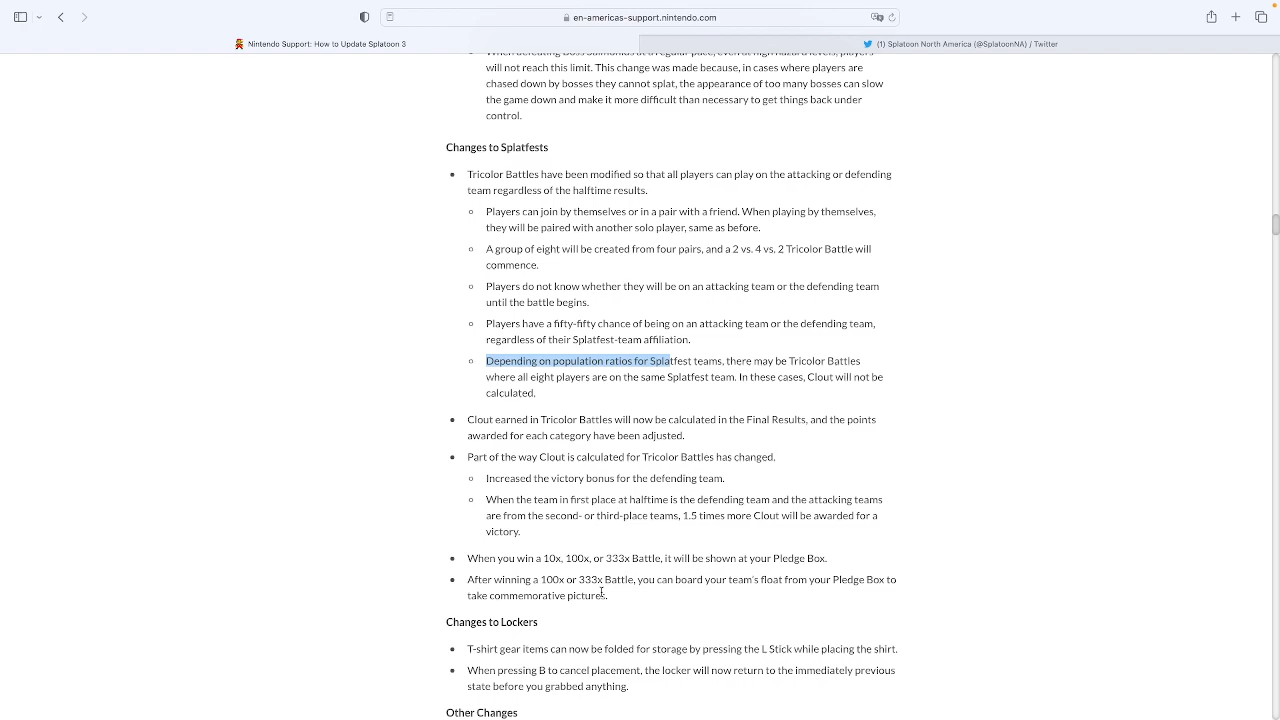 en-americas-support.nintendo.com
Nintendo Support: How to Update Splatoon 3
(1) Splatoon North America (@SplatoonNA) / Twitter
When defeating Boss Salmonids at a regular pace, even at high hazard levels, players
will not reach this limit. This change was made because, in cases where players are
chased down by bosses they cannot splat, the appearance of too many bosses can slow
the game down and make it more difficult than necessary to get things back under
control.
Changes to Splatfests
Tricolor Battles have been modified so that all players can play on the attacking or defending
team regardless of the halftime results.
Players can join by themselves or in a pair with a friend. When playing by themselves,
they will be paired with another solo player, same as before.
A group of eight will be created from four pairs, and a 2 vs. 4 vs. 2 Tricolor Battle will
commence.
Players do not know whether they will be on an attacking team or the defending team
until the battle begins.
Players have a fifty-fifty chance of being on an attacking team or the defending team,
regardless of their Splatfest-team affiliation.
Depending on population ratios for Splatfest teams, there may be Tricolor Battles
where all eight players are on the same Splatfest team. In these cases, Clout will not be
calculated.
Clout earned in Tricolor Battles will now be calculated in the Final Results, and the points
awarded for each category have been adjusted.
Part of the way Clout is calculated for Tricolor Battles has changed.
Increased the victory bonus for the defending team.
When the team in first place at halftime is the defending team and the attacking teams
are from the second- or third-place teams, 1.5 times more Clout will be awarded for a
victory.
When you win a 10x, 100x, or 333x Battle, it will be shown at your Pledge Box.
After winning a 100x or 333x Battle, you can board your team's float from your Pledge Box to
take commemorative pictures.
Changes to Lockers
T-shirt gear items can now be folded for storage by pressing the L Stick while placing the shirt.
When pressing B to cancel placement, the locker will now return to the immediately previous
state before you grabbed anything.
Other Changes